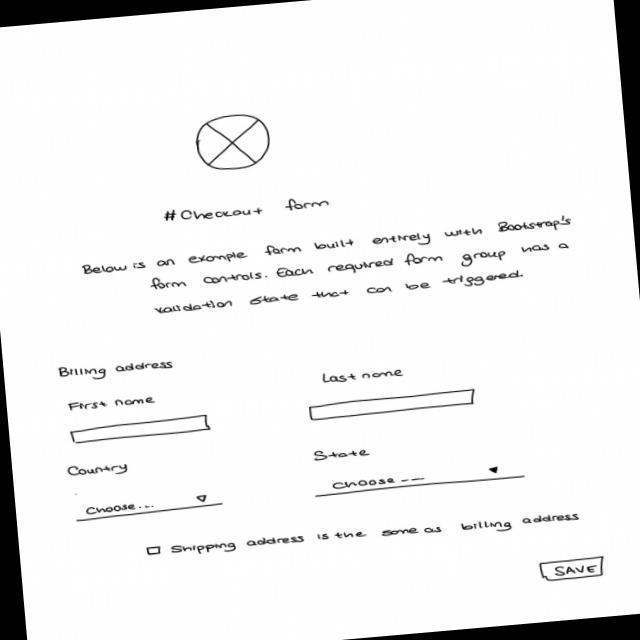 #Checkout form
Below is an example form built entirely with Bootstrap's
form controls. Each required form group has a
validation state that can be triggered.
Billing address
First name
Last name
Country
State
Choose...
Choose ---
Shipping address is the same as billing address
SAVE